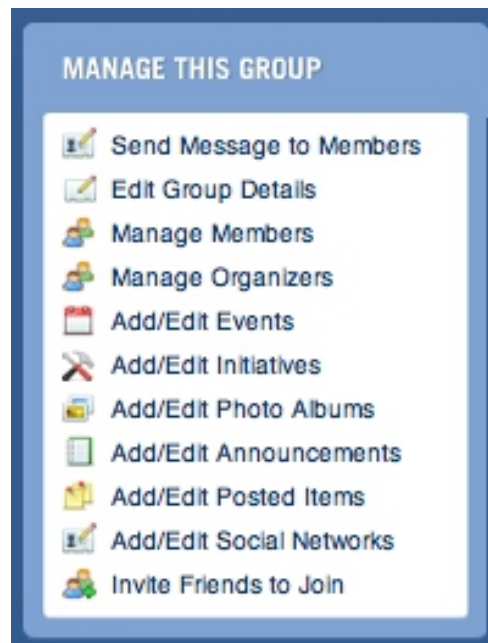 MANAGE THIS GROUP
Send Message to Members
Edit Group Details
Manage Members
Manage Organizers
Add/Edit Events
Add/Edit Initiatives
Add/Edit Photo Albums
Add/Edit Announcements
Add/Edit Posted Items
Add/Edit Social Networks
Invite Friends to Join